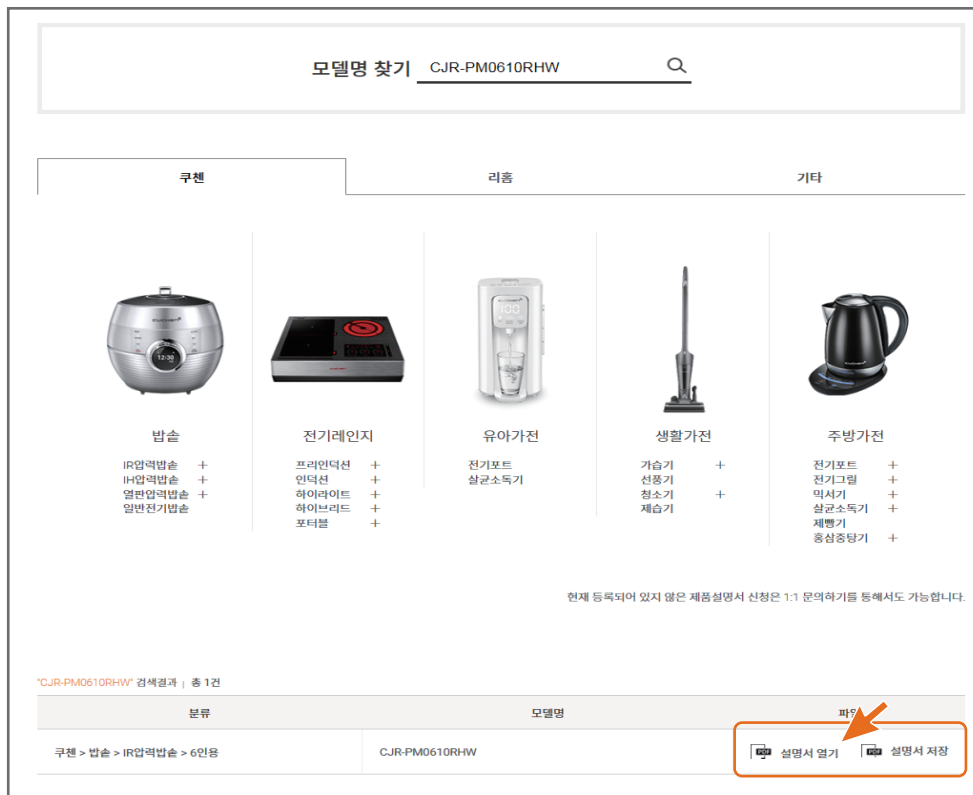 모델명 찾기 CJR-PM0610RHW
쿠첸 리홈 기타
CUCHEN
12:30
100
밥솥 전기레인지 유아가전 생활가전 주방가전
IR압력밥솥 +
IH압력밥솥 +
열판압력밥솥 +
일반전기밥솥
프리인덕션 +
인덕션 +
하이라이트 +
하이브리드 +
포터블 +
전기포트
살균소독기
가습기 +
선풍기
청소기 +
제습기
전기포트 +
전기그릴 +
믹서기 +
살균소독기 +
제빵기
홍삼중탕기 +
현재 등록되어 있지 않은 제품설명서 신청은 1:1 문의하기를 통해서도 가능합니다.
"CJR-PM0610RHW" 검색결과 | 총 1건
분류 모델명
쿠첸 > 밥솥 > IR압력밥솥 > 6인용 CJR-PM0610RHW PDF 설명서 열기 PDF 설명서 저장